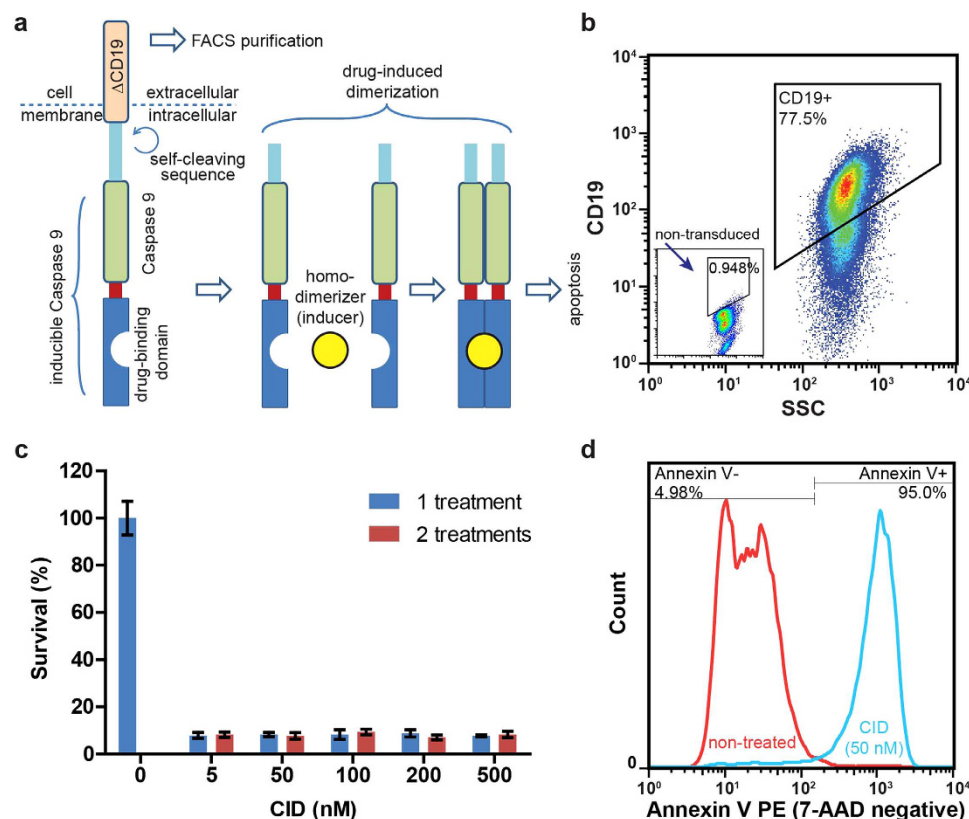 a
ΔCD19
FACS purification
cell
membrane
extracellular
intracellular
self-cleaving
sequence
inducible Caspase 9
Caspase 9
drug-binding
domain
drug-induced
dimerization
homo-
dimerizer
(inducer)
apoptosis
b
CD19
10⁴
10³
10²
10¹
10⁰
CD19+
77.5%
non-transduced
0.948%
10⁰
10¹
10²
10³
10⁴
SSC
c
Survival (%)
120
100
80
60
40
20
0
1 treatment
2 treatments
0
5
50
100
200
500
CID (nM)
d
Count
0
Annexin V-
4.98%
Annexin V+
95.0%
non-treated
CID
(50 nM)
10⁰
10¹
10²
10³
10⁴
Annexin V PE (7-AAD negative)